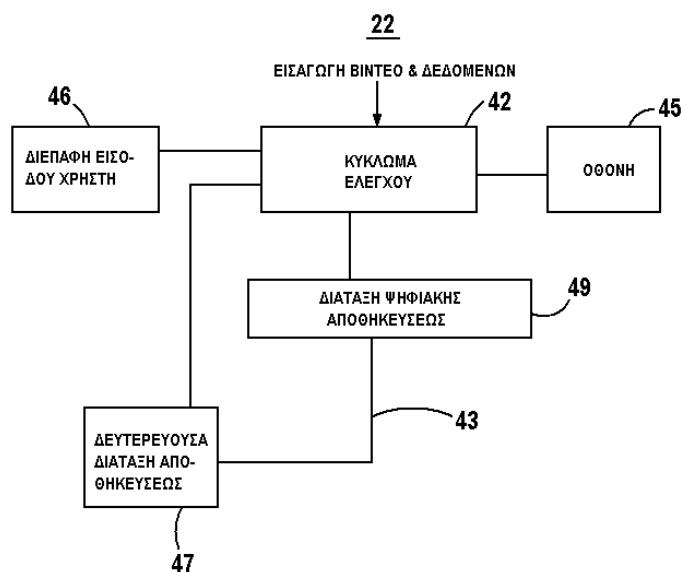 22
ΕΙΣΑΓΩΓΗ ΒΙΝΤΕΟ & ΔΕΔΟΜΕΝΩΝ
46
42
45
ΔΙΕΠΑΦΗ ΕΙΣΟ-
ΔΟΥ ΧΡΗΣΤΗ
ΚΥΚΛΩΜΑ
ΕΛΕΓΧΟΥ
ΟΘΟΝΗ
ΔΙΑΤΑΞΗ ΨΗΦΙΑΚΗΣ
ΑΠΟΘΗΚΕΥΣΕΩΣ
49
43
ΔΕΥΤΕΡΕΥΟΥΣΑ
ΔΙΑΤΑΞΗ ΑΠΟ-
ΘΗΚΕΥΣΕΩΣ
47